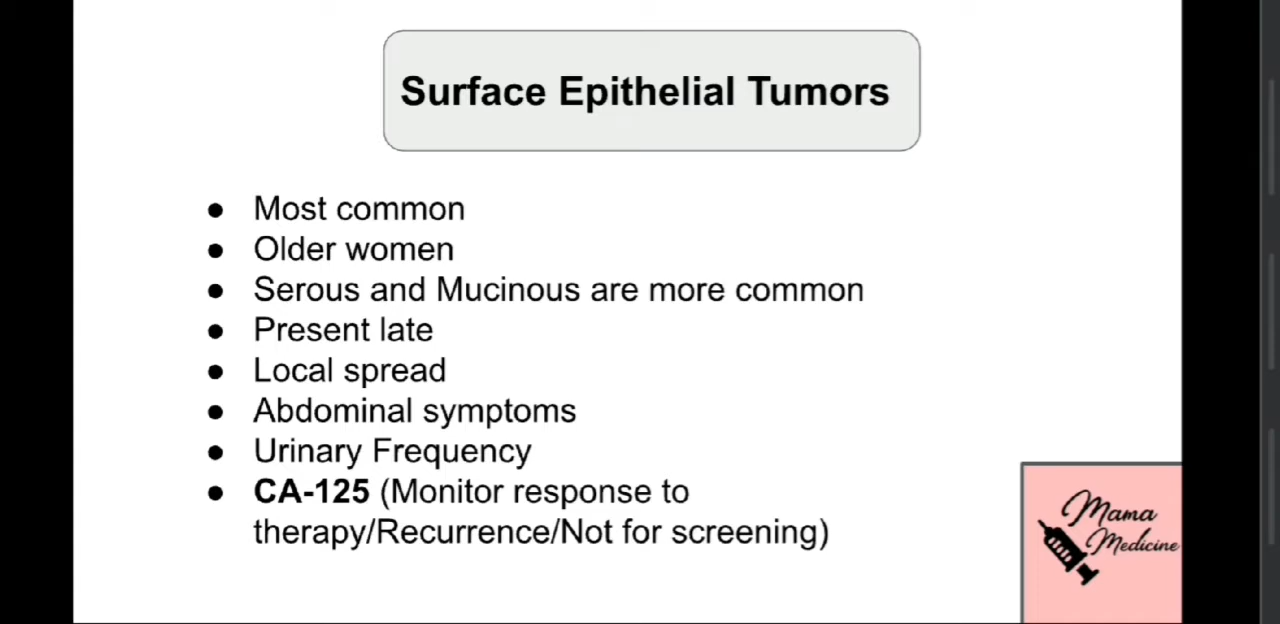 Surface Epithelial Tumors
● Most common
● Older women
● Serous and Mucinous are more common
● Present late
● Local spread
● Abdominal symptoms
● Urinary Frequency
● CA-125 (Monitor response to
therapy/Recurrence/Not for screening)
Mama
Medicine